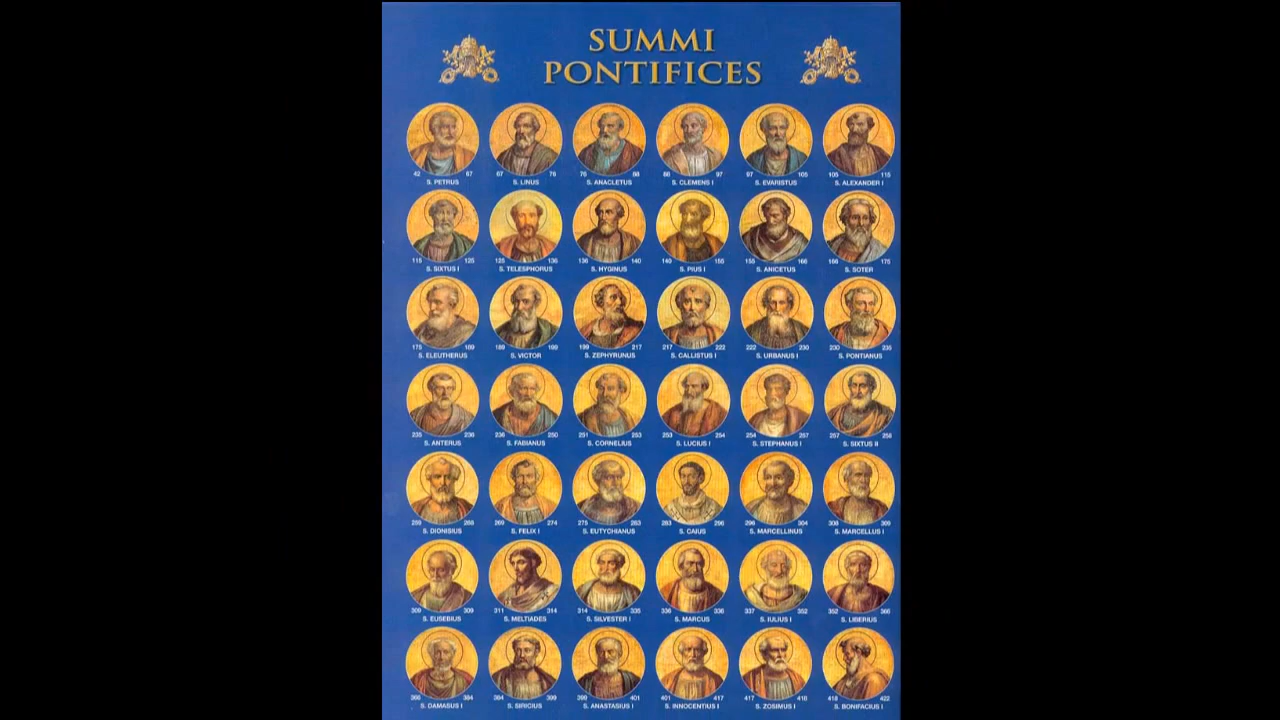 SUMMI
PONTIFICES
42 67 67 76 76 88 88 97 97 105 105 115
S. PETRUS S. LINUS S. ANACLETUS S. CLEMENS I S. EVARISTUS S. ALEXANDER I
115 125 125 136 136 140 140 155 155 166 166 175
S. SIXTUS I S. TELESPHORUS S. HYGINUS S. PIUS I S. ANICETUS S. SOTER
175 189 189 199 199 217 217 222 222 230 230 235
S. ELEUTHERUS S. VICTOR S. ZEPHYRUNUS S. CALLISTUS I S. URBANUS I S. PONTIANUS
235 236 236 250 251 253 253 254 254 257 257 258
S. ANTERUS S. FABIANUS S. CORNELIUS S. LUCIUS I S. STEPHANUS I S. SIXTUS II
268 269 274 275 283 283 296 296 304 308 309
S. DIONISIUS S. FELIX I S. EUTYCHIANUS S. CAIUS S. MARCELLINUS S. MARCELLUS I
309 309 311 314 314 335 336 336 337 352 352 366
S. EUSEBIUS S. MELTIADES S. SILVESTER I S. MARCUS S. IULIUS I S. LIBERIUS
366 384 384 399 399 401 401 417 417 418 418 422
S. DAMASUS I S. SIRICIUS S. ANASTASIUS I S. INNOCENTIUS I S. ZOSIMUS I S. BONIFACIUS I